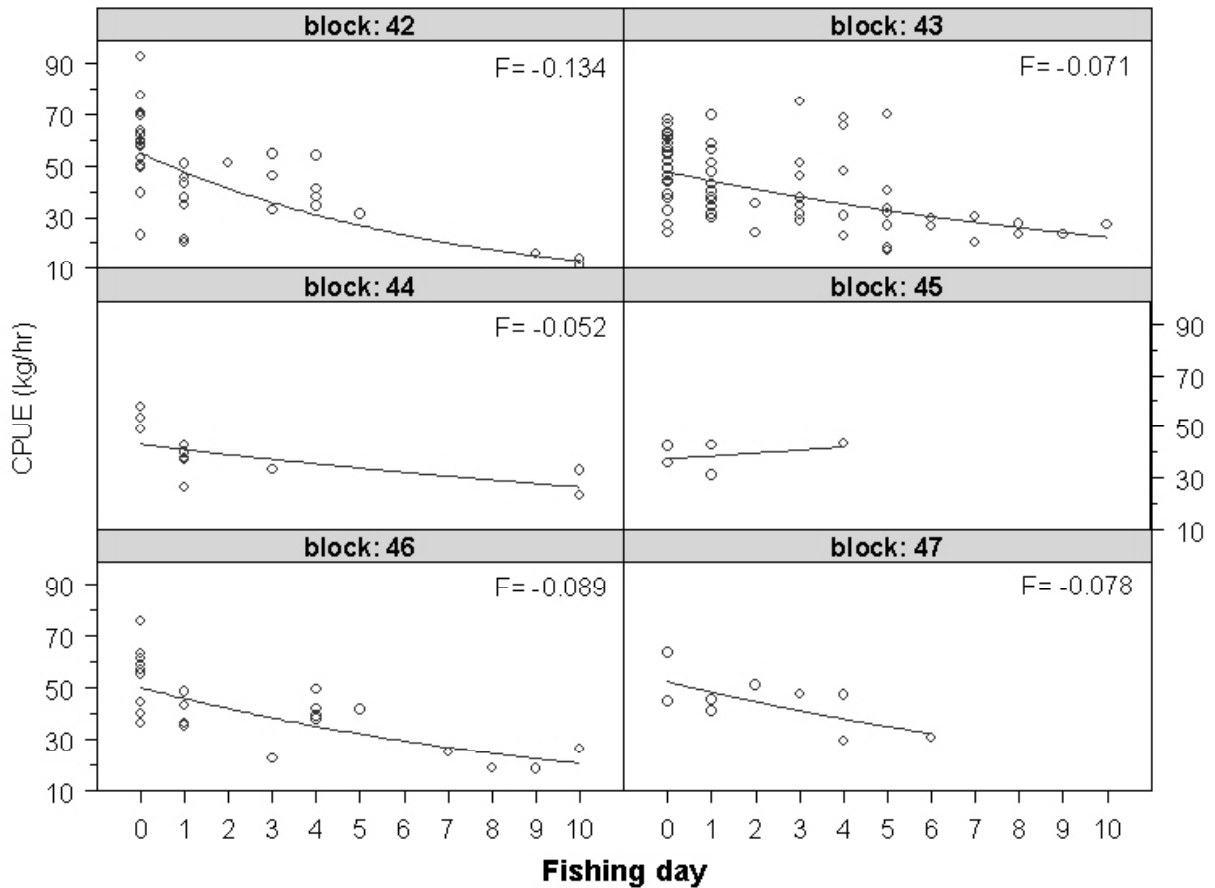 block: 42
block: 43
90
70
50
30
10
F= -0.134
F= -0.071
block: 44
block: 45
F= -0.052
90
70
50
30
10
CPUE (kg/hr)
block: 46
block: 47
90
70
50
30
10
F= -0.089
F= -0.078
0 1 2 3 4 5 6 7 8 9 10
0 1 2 3 4 5 6 7 8 9 10
Fishing day